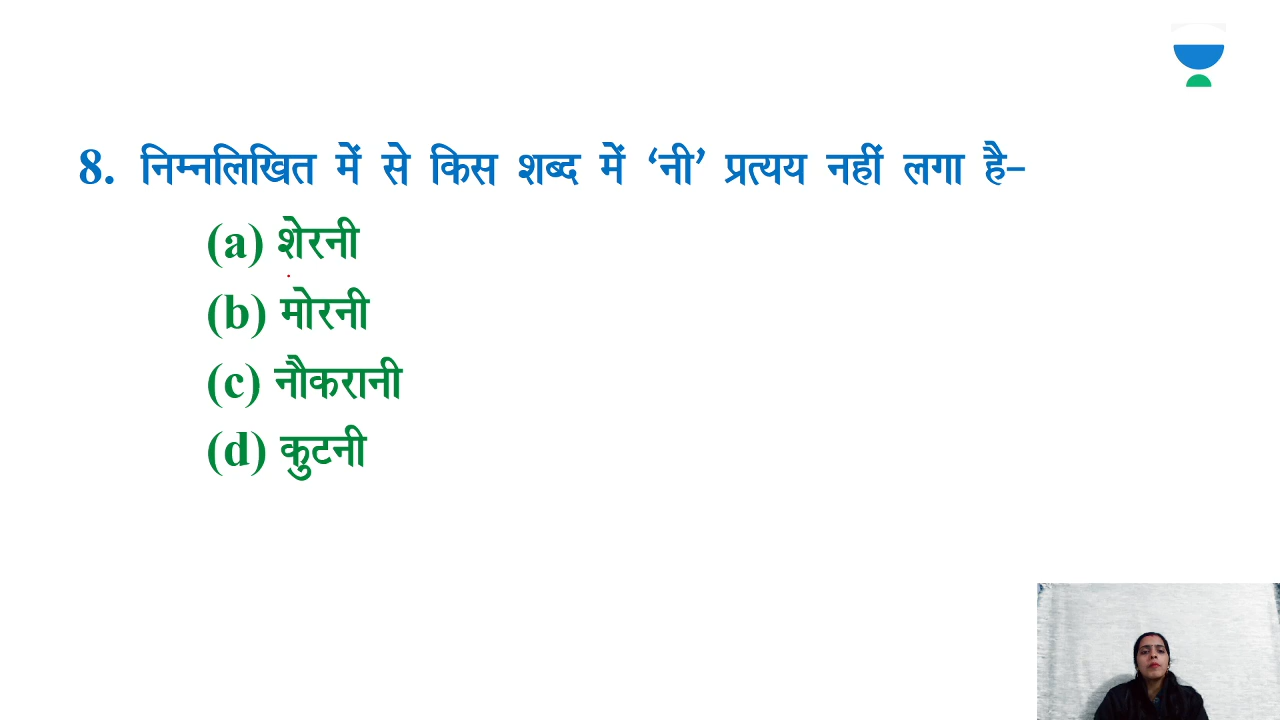 8. निम्नलिखित में से किस शब्द में ‘नी’ प्रत्यय नहीं लगा है-
(a) शेरनी
(b) मोरनी
(c) नौकरानी
(d) कुटनी